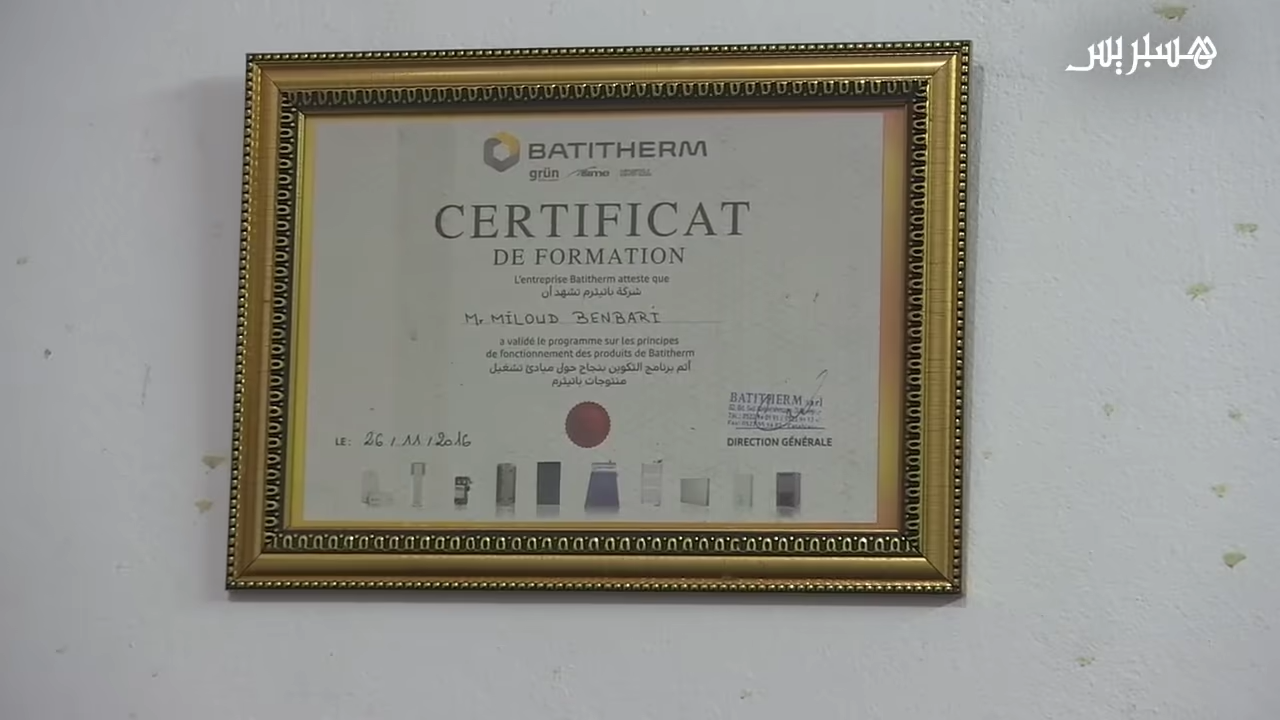 هسبريس
BATITHERM
grün
CERTIFICAT
DE FORMATION
L'entreprise Batitherm atteste que
شركة باتيترم تشهد أن
Mr MILOUD BENBARI
a validé le programme sur les principes
de fonctionnement des produits de Batitherm
أتم برنامج التكوين بنجاح حول مبادئ تشغيل
منتوجات باتيترم
BATITHERM sarl
LE : 26 / 11 / 2016
DIRECTION GÉNÉRALE